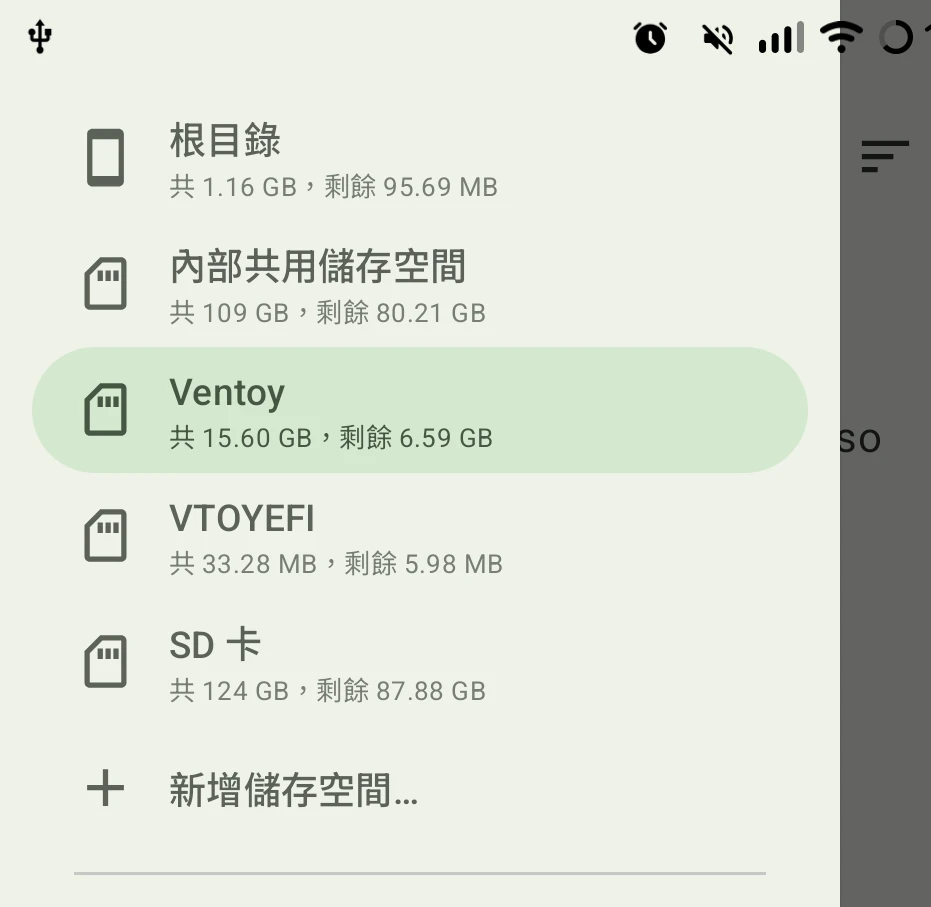 根目錄
共 1.16 GB，剩餘 95.69 MB
內部共用儲存空間
共 109 GB，剩餘 80.21 GB
Ventoy
共 15.60 GB，剩餘 6.59 GB
so
VTOYEFI
共 33.28 MB，剩餘 5.98 MB
SD 卡
共 124 GB，剩餘 87.88 GB
新增儲存空間…